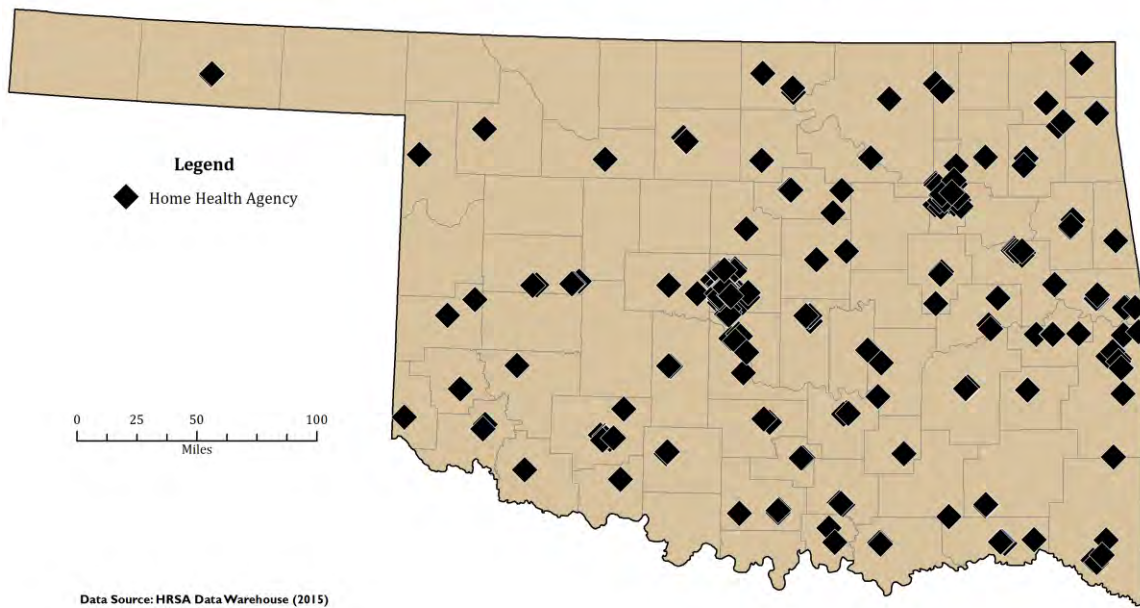 Legend
Home Health Agency
0 25 50 100
Miles
Data Source: HRSA Data Warehouse (2015)